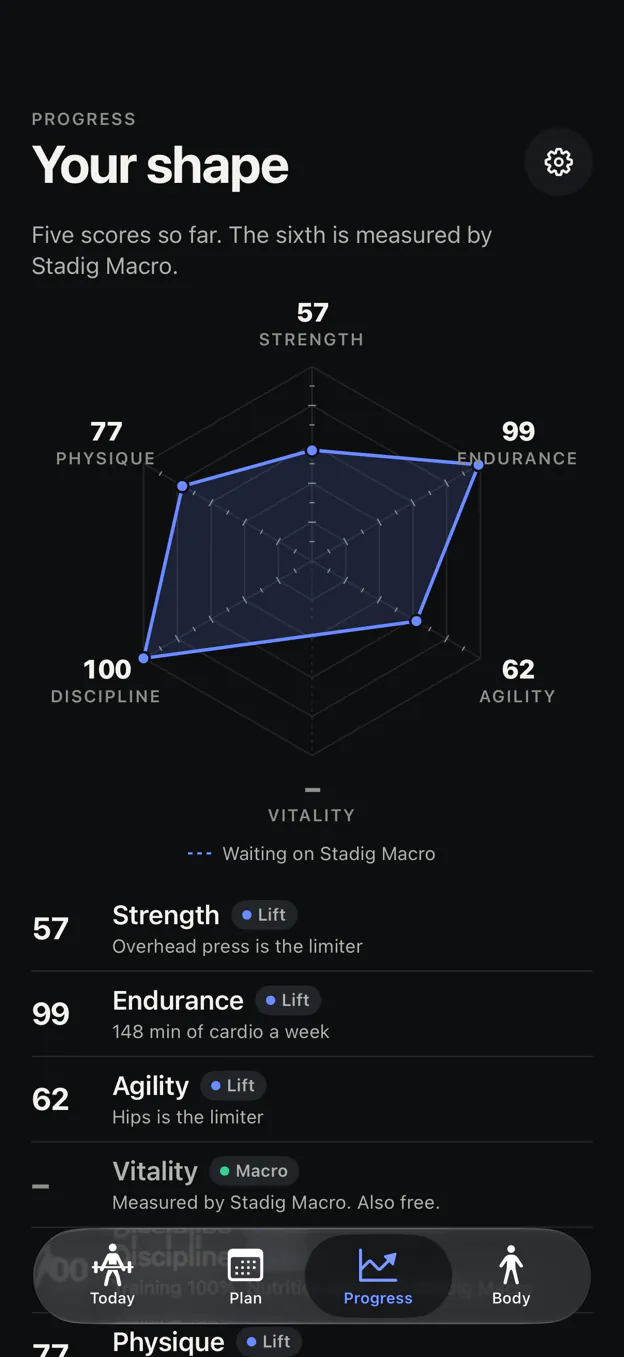 PROGRESS
Your shape
Five scores so far. The sixth is measured by
Stadig Macro.
57
STRENGTH
77
PHYSIQUE
99
ENDURANCE
100
DISCIPLINE
62
AGILITY
–
VITALITY
Waiting on Stadig Macro
57
Strength
Lift
Overhead press is the limiter
99
Endurance
Lift
148 min of cardio a week
62
Agility
Lift
Hips is the limiter
–
Vitality
Macro
Measured by Stadig Macro. Also free.
Discipline
Today
Plan
Progress
Body
77
Physique
Lift